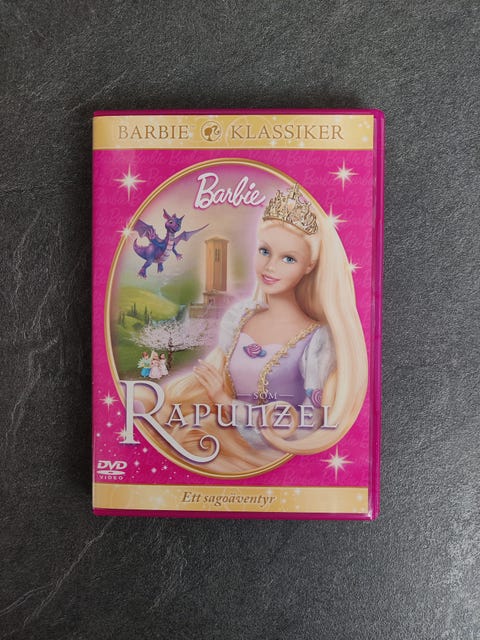 BARBIE KLASSIKER
Barbie
SOM
RAPUNZEL
DVD
VIDEO
Ett sagoäventyr